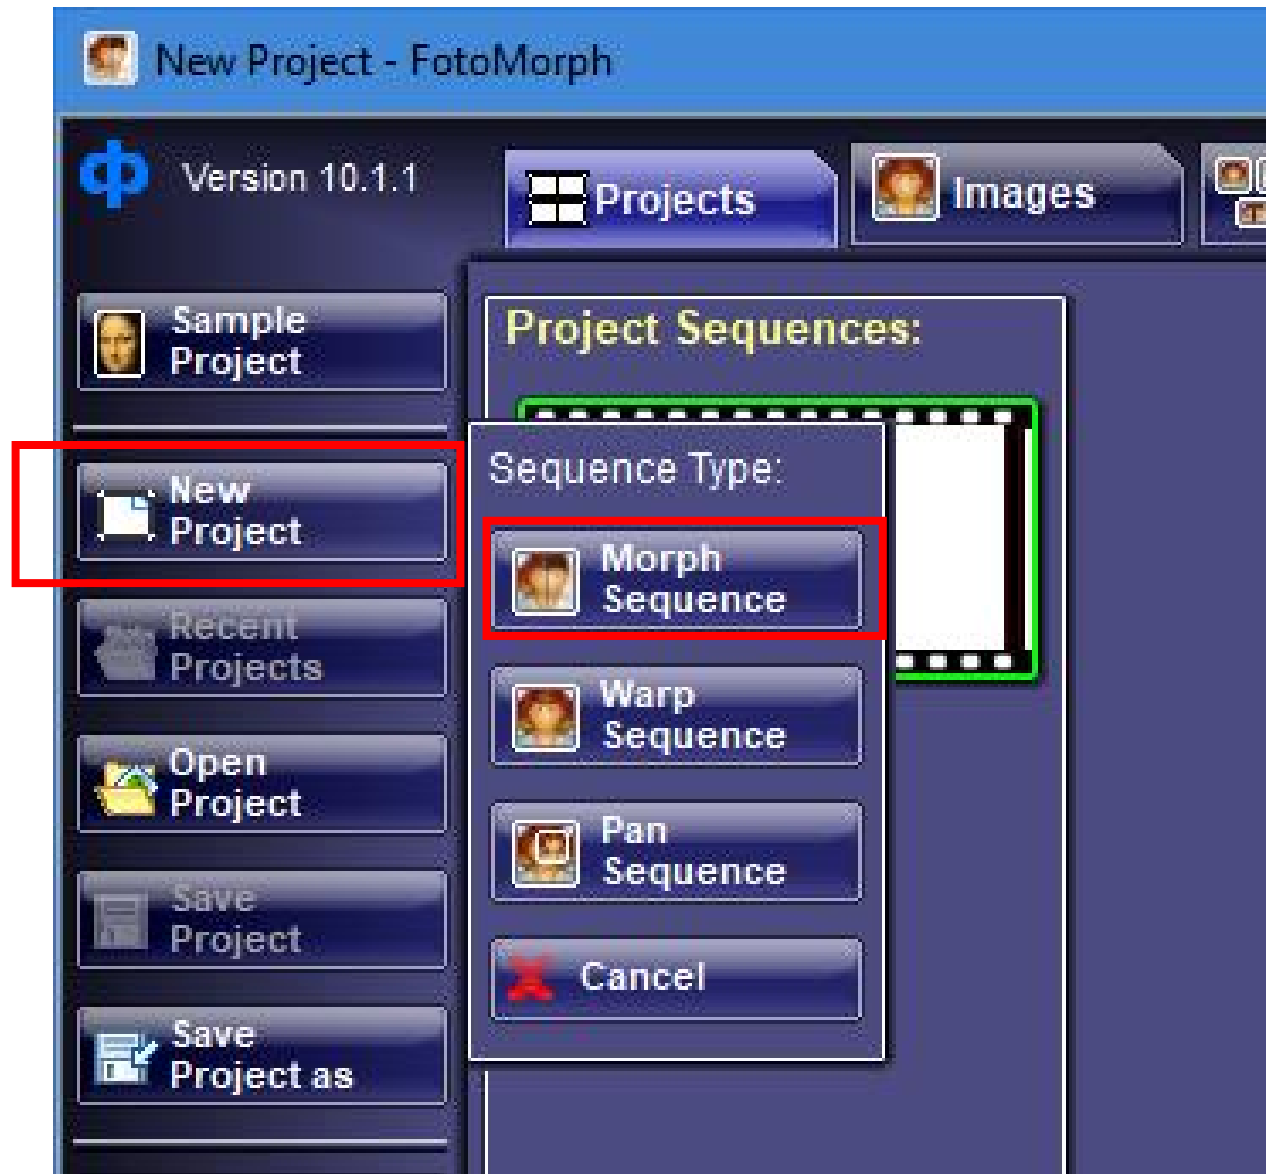 New Project - FotoMorph
Version 10.1.1
Projects
Images
Sample
Project
New
Project
Recent
Projects
Open
Project
Save
Project
Save
Project as
Project Sequences:
Sequence Type:
Morph
Sequence
Warp
Sequence
Pan
Sequence
Cancel